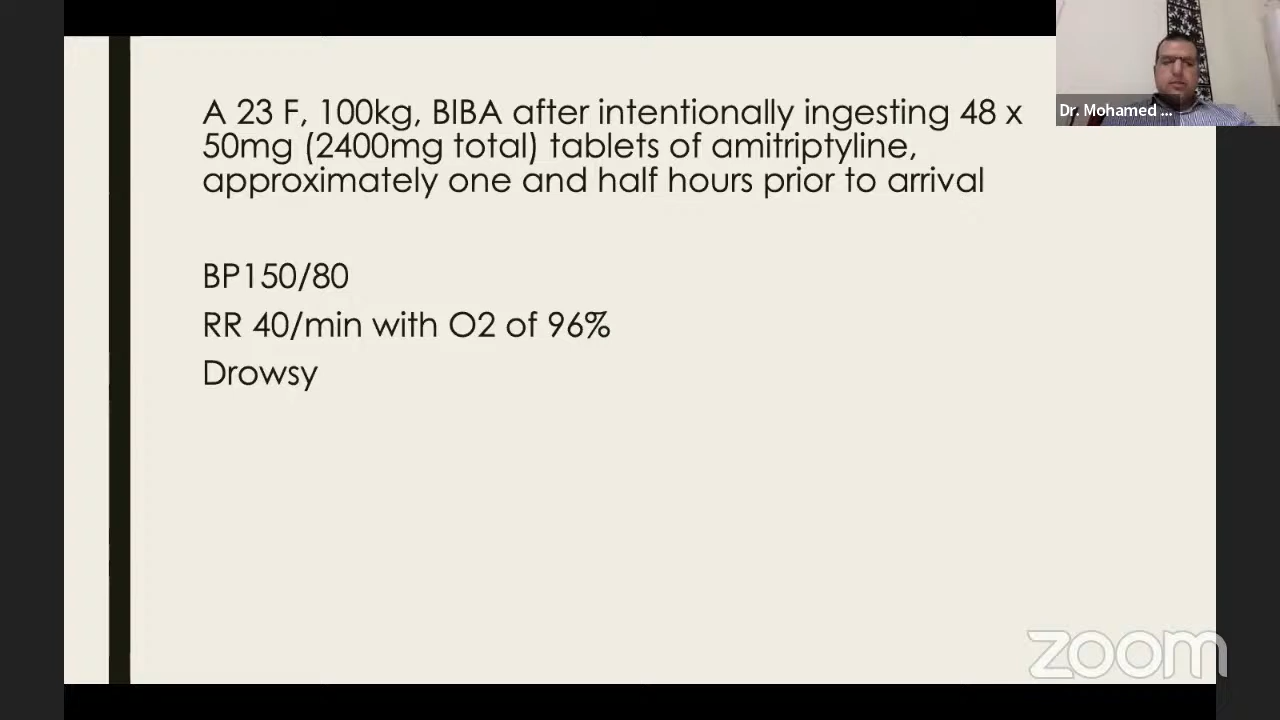 A 23 F, 100kg, BIBA after intentionally ingesting 48 x
50mg (2400mg total) tablets of amitriptyline,
approximately one and half hours prior to arrival
BP150/80
RR 40/min with O2 of 96%
Drowsy
Dr. Mohamed ...
zoom